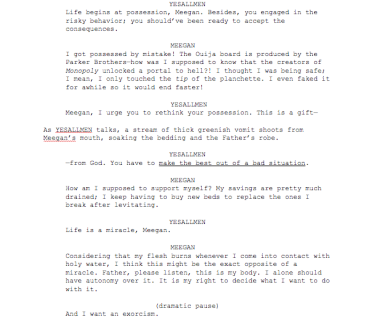 YESALLMEN
Life begins at possession, Meegan. Besides, you engaged in the
risky behavior; you should've been ready to accept the
consequences.
MEEGAN
I got possessed by mistake! The Ouija board is produced by the
Parker Brothers—how was I supposed to know that the creators of
Monopoly unlocked a portal to hell?! I thought I was being safe;
I mean, I only touched the tip of the planchette. I even faked it
for awhile so it would end faster!
YESALLMEN
Meegan, I urge you to rethink your possession. This is a gift—
As YESALLMEN talks, a stream of thick greenish vomit shoots from
Meegan's mouth, soaking the bedding and the Father's robe.
YESALLMEN
—from God. You have to make the best out of a bad situation.
MEEGAN
How am I supposed to support myself? My savings are pretty much
drained; I keep having to buy new beds to replace the ones I
break after levitating.
YESALLMEN
Life is a miracle, Meegan.
MEEGAN
Considering that my flesh burns whenever I come into contact with
holy water, I think this might be the exact opposite of a
miracle. Father, please listen, this is my body. I alone should
have autonomy over it. It is my right to decide what I want to do
with it.
(dramatic pause)
And I want an exorcism.